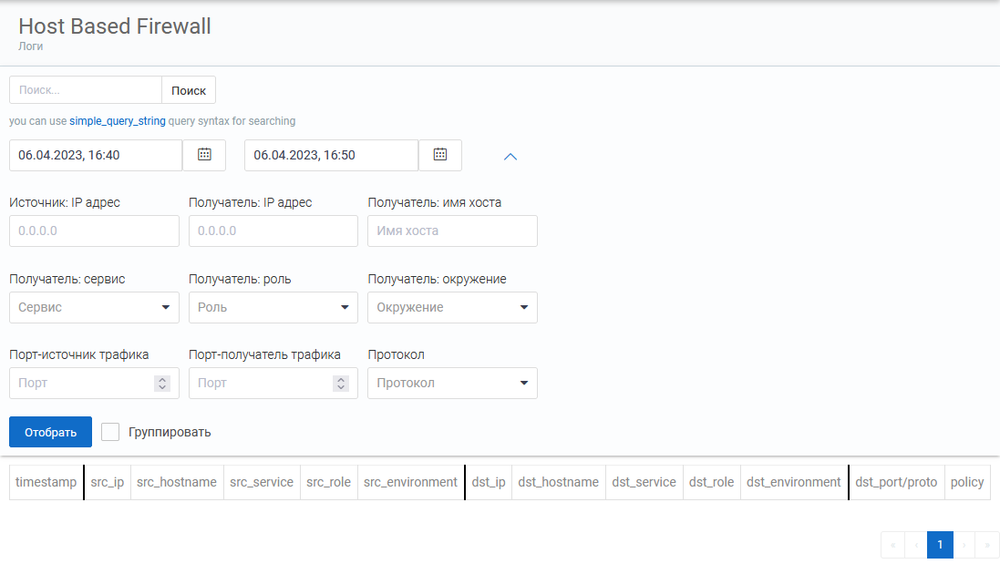 Host Based Firewall
Логи
Поиск... Поиск
you can use simple_query_string query syntax for searching
06.04.2023, 16:40 06.04.2023, 16:50
Источник: IP адрес Получатель: IP адрес Получатель: имя хоста
0.0.0.0 0.0.0.0 Имя хоста
Получатель: сервис Получатель: роль Получатель: окружение
Сервис Роль Окружение
Порт-источник трафика Порт-получатель трафика Протокол
Порт Порт Протокол
Отобрать Группировать
timestamp src_ip src_hostname src_service src_role src_environment dst_ip dst_hostname dst_service dst_role dst_environment dst_port/proto policy
« ‹ 1 › »